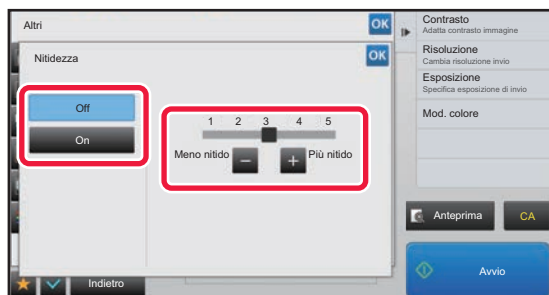 Altri
OK
Nitidezza
OK
Off
On
1 2 3 4 5
Meno nitido
Più nitido
Indietro
Contrasto
Adatta contrasto immagine
Risoluzione
Cambia risoluzione invio
Esposizione
Specifica esposizione di invio
Mod. colore
Anteprima
CA
Avvio